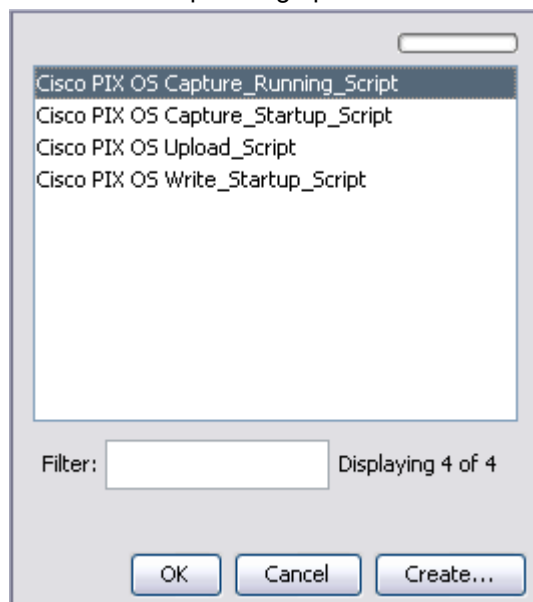 Cisco PIX OS Capture_Running_Script
Cisco PIX OS Capture_Startup_Script
Cisco PIX OS Upload_Script
Cisco PIX OS Write_Startup_Script
Filter: Displaying 4 of 4
OK Cancel Create...